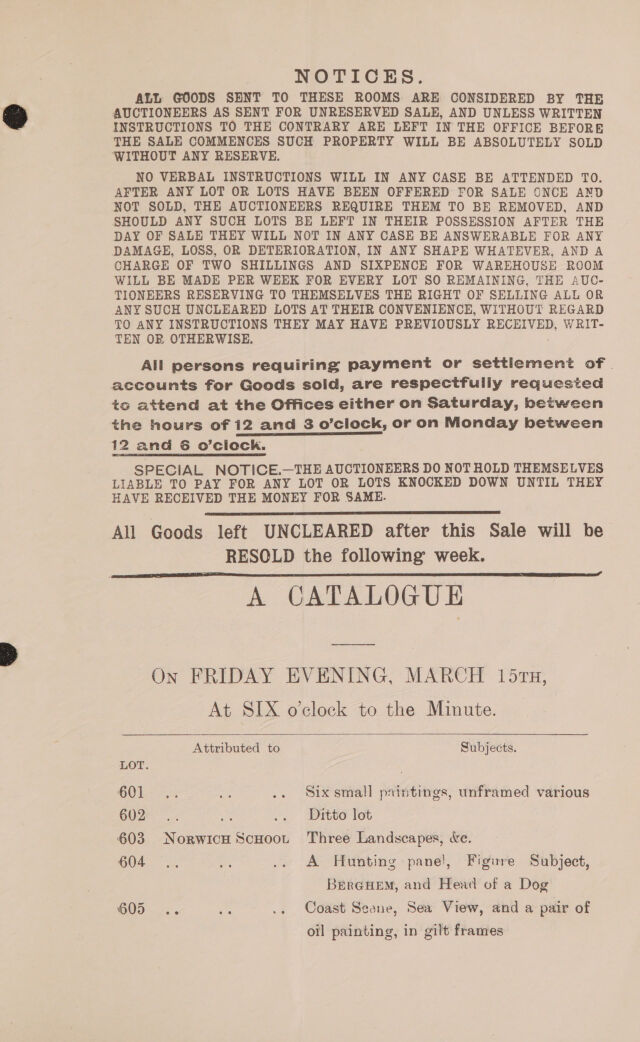 NOTICES.
ALL GOODS SENT TO THESE ROOMS ARE CONSIDERED BY THE
AUCTIONEERS AS SENT FOR UNRESERVED SALE, AND UNLESS WRITTEN
INSTRUCTIONS TO THE CONTRARY ARE LEFT IN THE OFFICE BEFORE
THE SALE COMMENCES SUCH PROPERTY WILL BE ABSOLUTELY SOLD
WITHOUT ANY RESERVE.
NO VERBAL INSTRUCTIONS WILL IN ANY CASE BE ATTENDED TO.
AFTER ANY LOT OR LOTS HAVE BEEN OFFERED FOR SALE ONCE AND
NOT SOLD, THE AUCTIONEERS REQUIRE THEM TO BE REMOVED, AND
SHOULD ANY SUCH LOTS BE LEFT IN THEIR POSSESSION AFTER THE
DAY OF SALE THEY WILL NOT IN ANY CASE BE ANSWERABLE FOR ANY
DAMAGE, LOSS, OR DETERIORATION, IN ANY SHAPE WHATEVER, AND A
CHARGE OF TWO SHILLINGS AND SIXPENCE FOR WAREHOUSE ROOM
WILL BE MADE PER WEEK FOR EVERY LOT SO REMAINING, THE AUC-
TIONEERS RESERVING TO THEMSELVES THE RIGHT OF SELLING ALL OR
ANY SUCH UNCLEARED LOTS AT THEIR CONVENIENCE, WITHOUT REGARD
TO ANY INSTRUCTIONS THEY MAY HAVE PREVIOUSLY RECEIVED, WRIT-
TEN OR OTHERWISE.
All persons requiring payment or settlement of
accounts for Goods sold, are respectfully requested
to attend at the Offices either on Saturday, between
the hours of 12 and 3 o'clock, or on Monday between
12 and 6 o'clock.
SPECIAL NOTICE.—THE AUCTIONEERS DO NOT HOLD THEMSELVES
LIABLE TO PAY FOR ANY LOT OR LOTS KNOCKED DOWN UNTIL THEY
HAVE RECEIVED THE MONEY FOR SAME.
All Goods left UNCLEARED after this Sale will be
RESOLD the following week.
A CATALOGUE
ON FRIDAY EVENING, MARCH 15TH,
At SIX o'clock to the Minute.
Attributed to Subjects.
LOT.
601 .. .. .. Six small paintings, unframed various
602 .. .. .. Ditto lot
603 NORWICH SCHOOL Three Landscapes, &c.
604 .. .. .. A Hunting panel, Figure Subject,
BERGHEM, and Head of a Dog
605 .. .. .. Coast Scene, Sea View, and a pair of
oil painting, in gilt frames